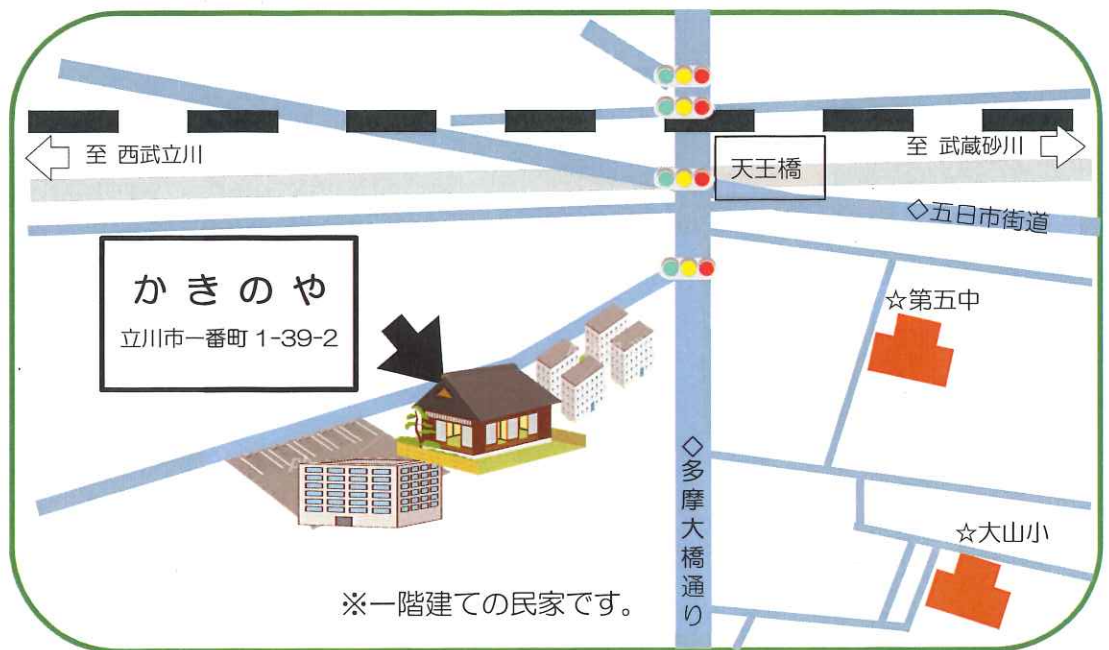 至 西武立川
天王橋
至 武蔵砂川
◇五日市街道
かきのや
立川市一番町 1-39-2
☆第五中
◇多摩大橋通り
☆大山小
※一階建ての民家です。